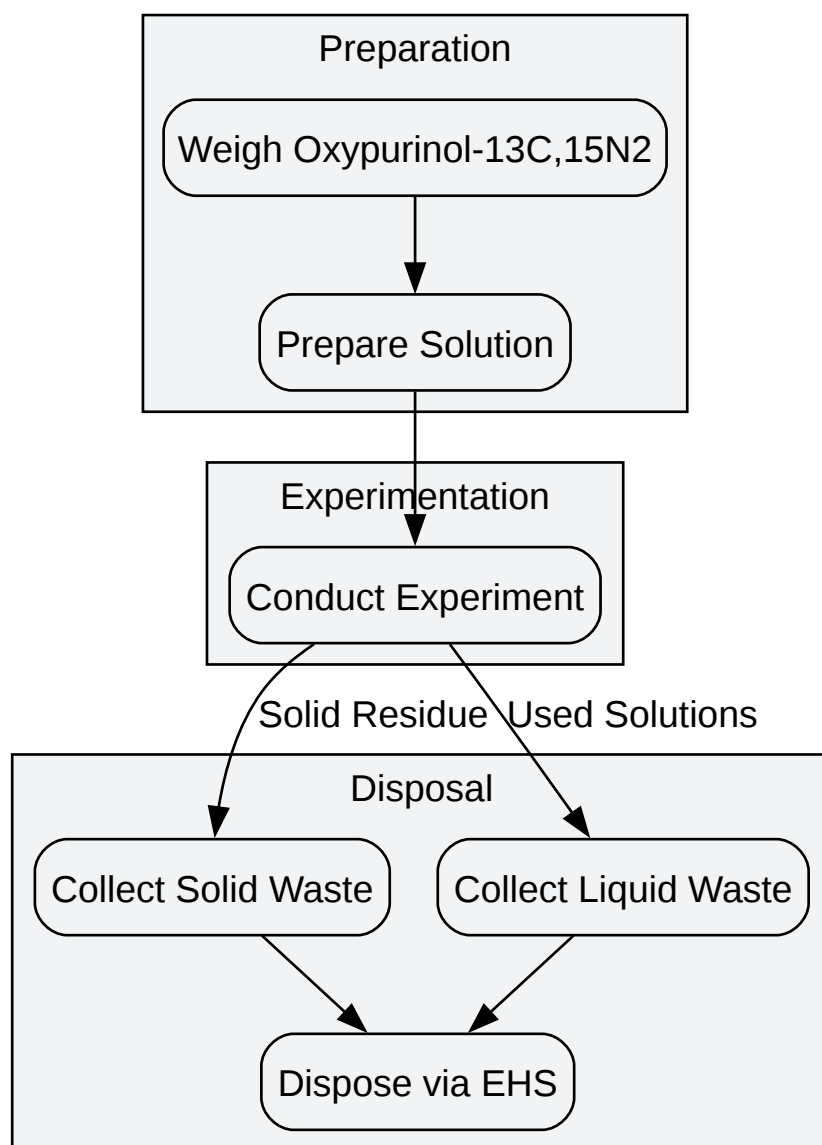 Preparation
Weigh Oxypurinol-13C,15N2
Prepare Solution
Experimentation
Conduct Experiment
Solid Residue
Used Solutions
Disposal
Collect Solid Waste
Collect Liquid Waste
Dispose via EHS